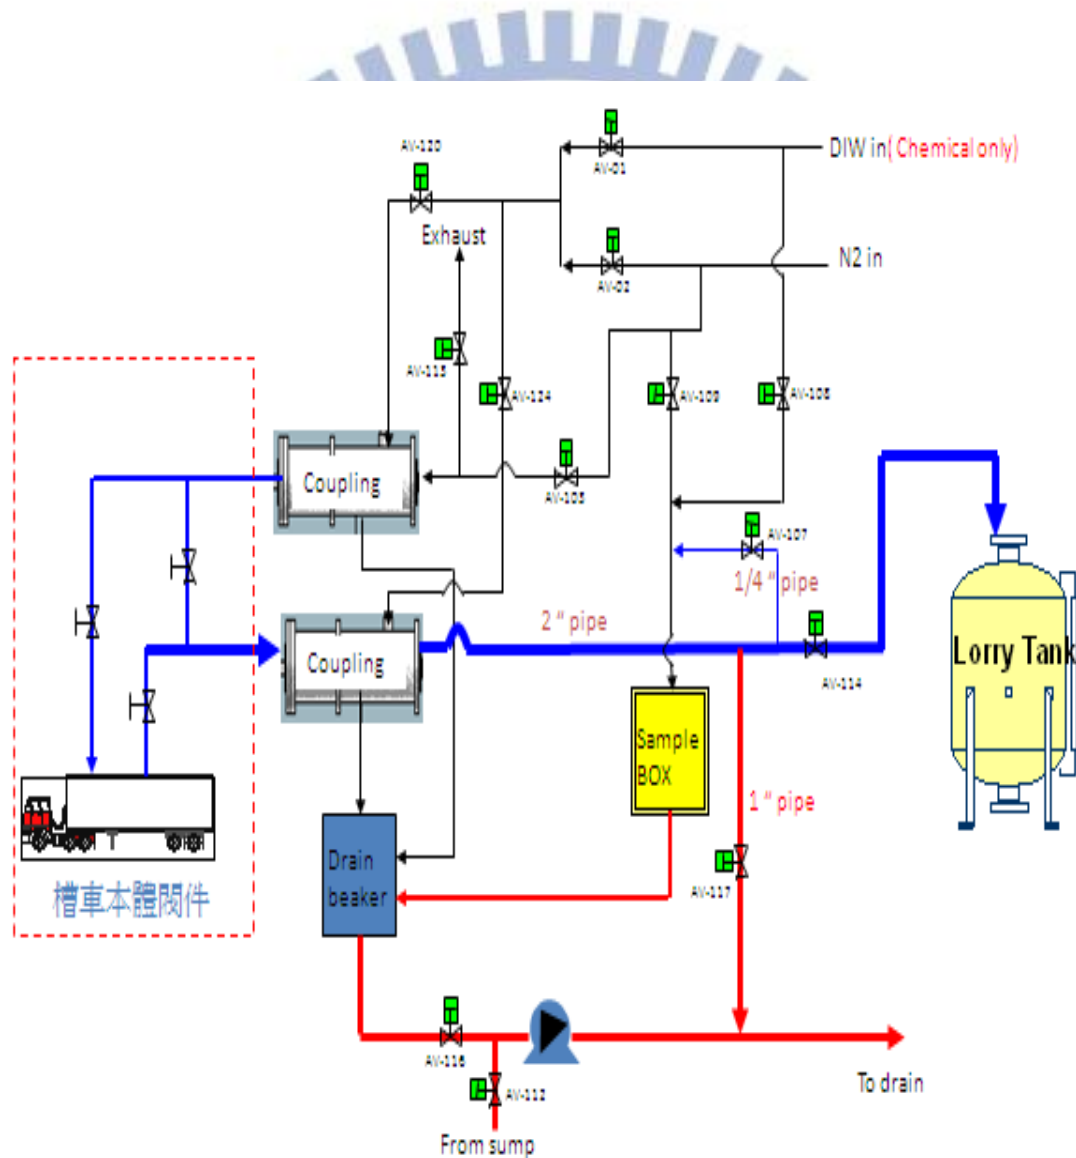 AV-120
AV-01
DIW in( Chemical only)
Exhaust
AV-02
N2 in
AV-115
AV-124
AV-109
AV-108
Coupling
AV-105
AV-107
1/4 “ pipe
2 “ pipe
Coupling
AV-114
Lorry Tank
Sample
BOX
1 “ pipe
Drain
beaker
AV-117
槽車本體閥件
AV-116
AV-112
To drain
From sump